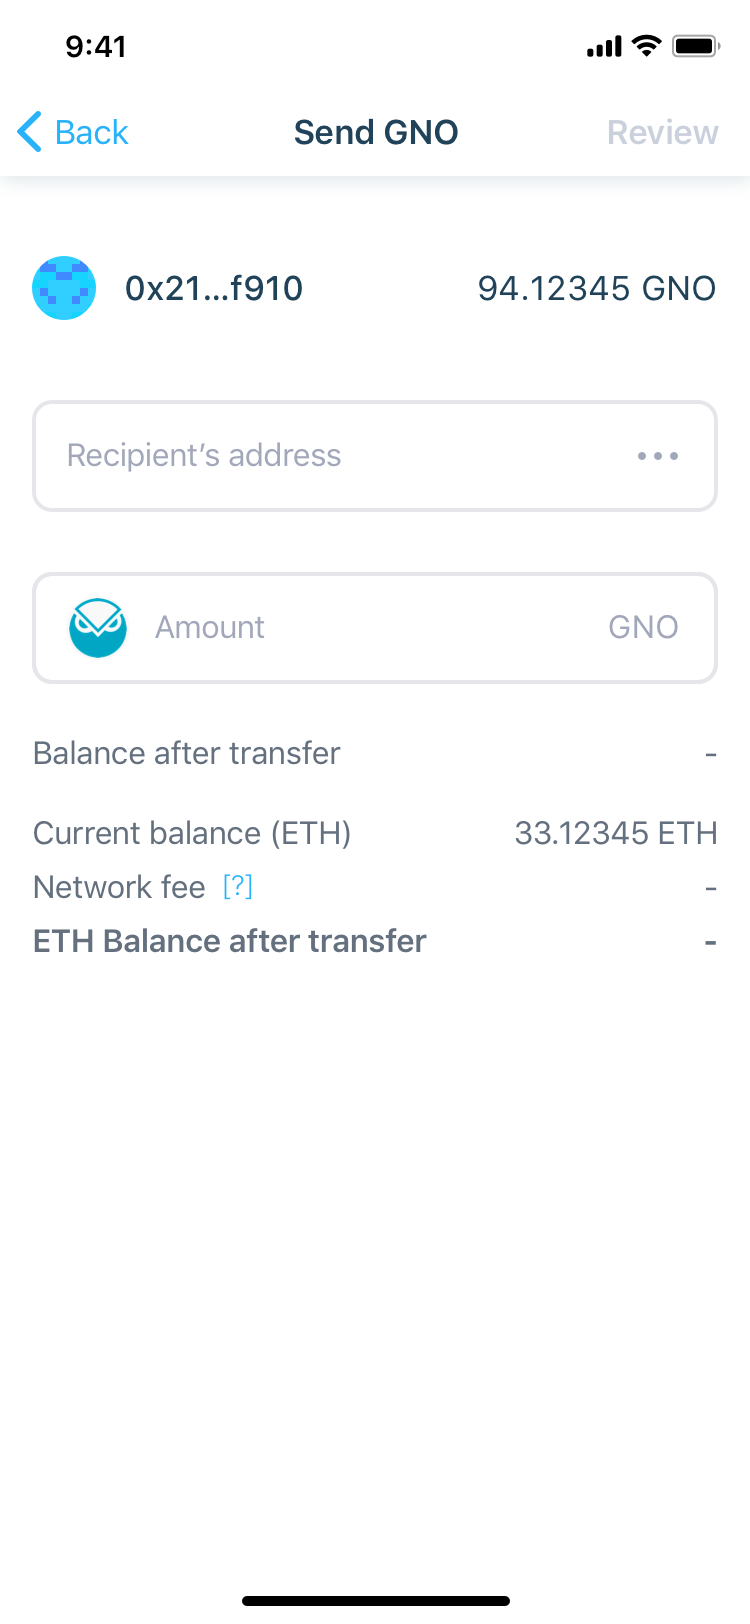 9:41
Back Send GNO Review
0x21...f910 94.12345 GNO
Recipient’s address
Amount GNO
Balance after transfer -
Current balance (ETH) 33.12345 ETH
Network fee [?] -
ETH Balance after transfer -